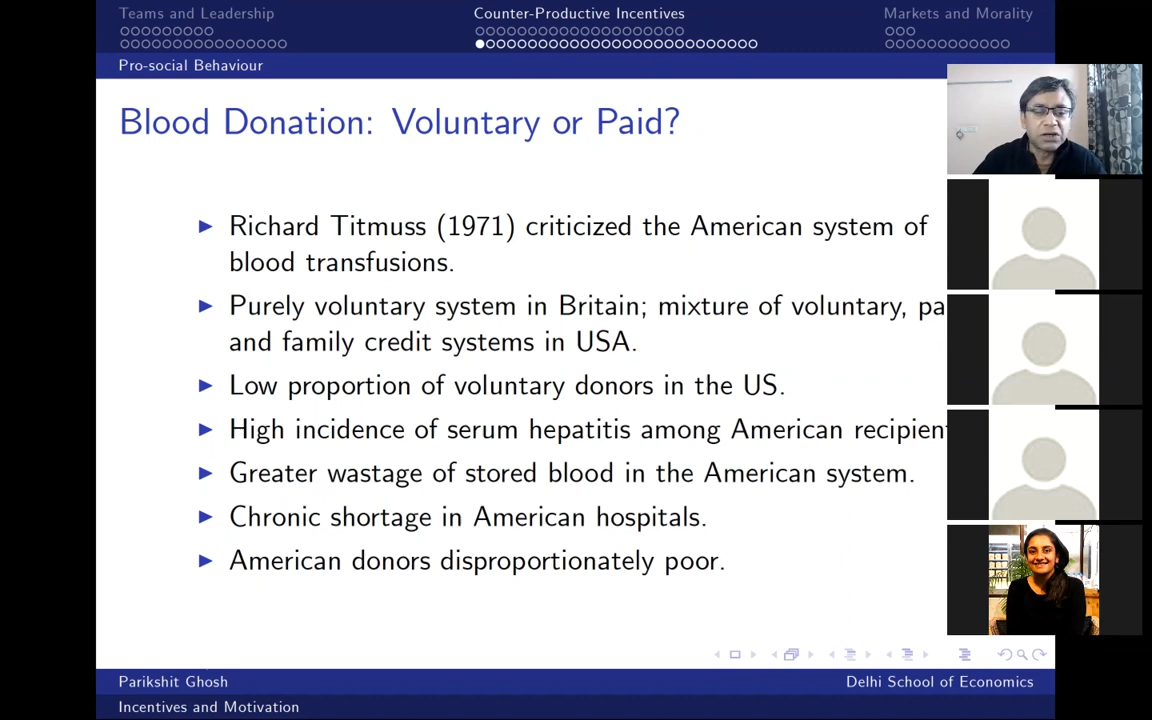 Teams and Leadership
Counter-Productive Incentives
Markets and Morality
Pro-social Behaviour
Blood Donation: Voluntary or Paid?
Richard Titmuss (1971) criticized the American system of
blood transfusions.
Purely voluntary system in Britain; mixture of voluntary,
and family credit systems in USA.
Low proportion of voluntary donors in the US.
High incidence of serum hepatitis among American
Greater wastage of stored blood in the American system.
Chronic shortage in American hospitals.
American donors disproportionately poor.
Parikshit Ghosh
Delhi School of Economics
Incentives and Motivation